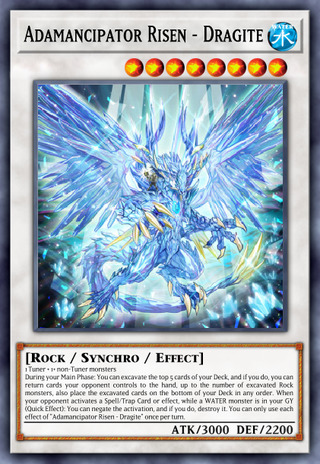 Adamancipator Risen - Dragite
WATER
水
[Rock / Synchro / Effect]
1 Tuner + 1+ non-Tuner monsters
During your Main Phase: You can excavate the top 5 cards of your Deck, and if you do, you can
return cards your opponent controls to the hand, up to the number of excavated Rock
monsters, also place the excavated cards on the bottom of your Deck in any order. When
your opponent activates a Spell/Trap Card or effect, while a WATER monster is in your GY
(Quick Effect): You can negate the activation, and if you do, destroy it. You can only use each
effect of "Adamancipator Risen - Dragite" once per turn.
ATK/3000 DEF/2200